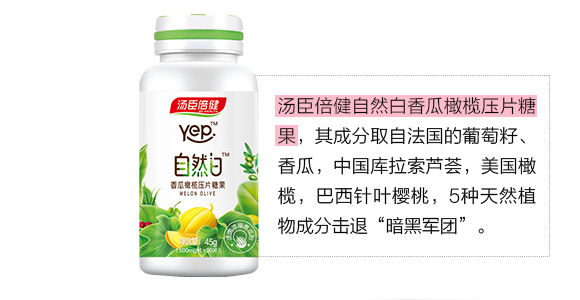 汤臣倍健
Yep.™
自然白™
香瓜橄榄压片糖果
MELON OLIVE
45g
汤臣倍健自然白香瓜橄榄压片糖
果，其成分取自法国的葡萄籽、
香瓜，中国库拉索芦荟，美国橄
榄，巴西针叶樱桃，5种天然植
物成分击退“暗黑军团”。